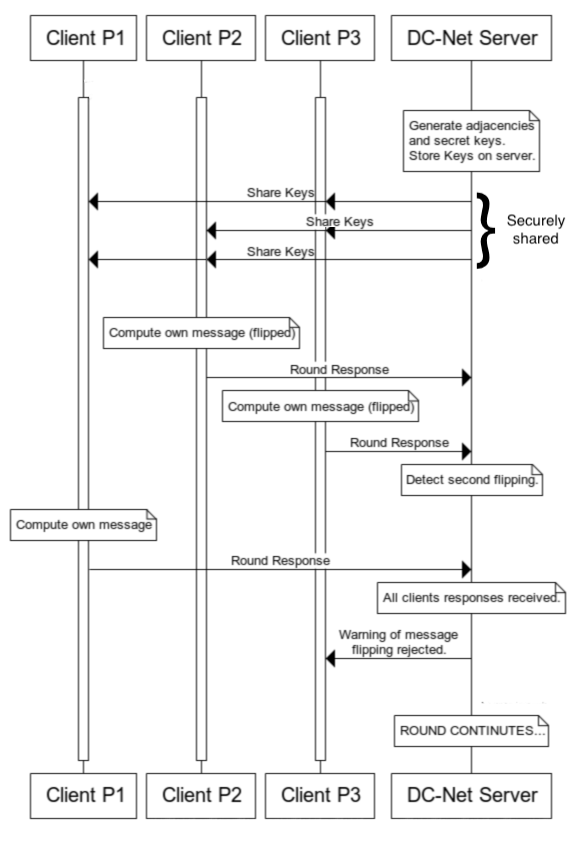 Client P1
Client P2
Client P3
DC-Net Server
Generate adjacencies
and secret keys.
Store Keys on server.
Share Keys
Share Keys
Share Keys
Securely
shared
Compute own message (flipped)
Round Response
Compute own message (flipped)
Round Response
Detect second flipping.
Compute own message
Round Response
All clients responses received.
Warning of message
flipping rejected.
ROUND CONTINUTES...
Client P1
Client P2
Client P3
DC-Net Server